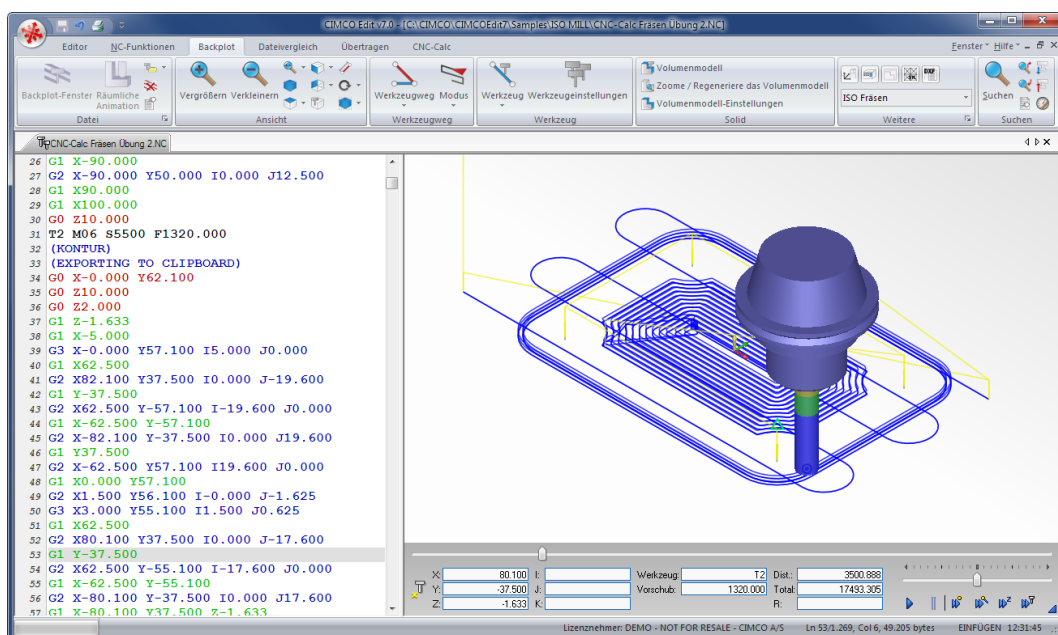 CIMCO Edit v7.0 - [C:\CIMCO\CIMCOEdit7\Samples\ISO MILL\CNC-Calc Fräsen Übung 2.NC]
Editor NC-Funktionen Backplot Dateivergleich Übertragen CNC-Calc Fenster Hilfe
Backplot-Fenster Räumliche Animation
Vergrößern Verkleinern
Werkzeugweg Modus
Werkzeug Werkzeugeinstellungen
Volumenmodell
Zoome / Regeneriere das Volumenmodell
Volumenmodell-Einstellungen
DXF
ISO Fräsen
Suchen
Datei Ansicht Werkzeugweg Werkzeug Solid Weitere Suchen
CNC-Calc Fräsen Übung 2.NC
26 G1 X-90.000
27 G2 X-90.000 Y50.000 I0.000 J12.500
28 G1 X90.000
29 G1 X100.000
30 G0 Z10.000
31 T2 M06 S5500 F1320.000
32 (KONTUR)
33 (EXPORTING TO CLIPBOARD)
34 G0 X-0.000 Y62.100
35 G0 Z10.000
36 G0 Z2.000
37 G1 Z-1.633
38 G1 X-5.000
39 G3 X-0.000 Y57.100 I5.000 J0.000
40 G1 X62.500
41 G2 X82.100 Y37.500 I0.000 J-19.600
42 G1 Y-37.500
43 G2 X62.500 Y-57.100 I-19.600 J0.000
44 G1 X-62.500 Y-57.100
45 G2 X-82.100 Y-37.500 I0.000 J19.600
46 G1 Y37.500
47 G2 X-62.500 Y57.100 I19.600 J0.000
48 G1 X0.000 Y57.100
49 G2 X1.500 Y56.100 I-0.000 J-1.625
50 G3 X3.000 Y55.100 I1.500 J0.625
51 G1 X62.500
52 G2 X80.100 Y37.500 I0.000 J-17.600
53 G1 Y-37.500
54 G2 X62.500 Y-55.100 I-17.600 J0.000
55 G1 X-62.500 Y-55.100
56 G2 X-80.100 Y-37.500 I0.000 J17.600
57 G1 X-80.100 Y37.500 Z-1.633
X: 80.100 I: Werkzeug: T2 Dist.: 3500.888
Y: -37.500 J: Vorschub: 1320.000 Total: 17493.305
Z: -1.633 K: R:
Lizenznehmer: DEMO - NOT FOR RESALE - CIMCO A/S Ln 53/1.269, Col 6, 49.205 bytes EINFÜGEN 12:31:45